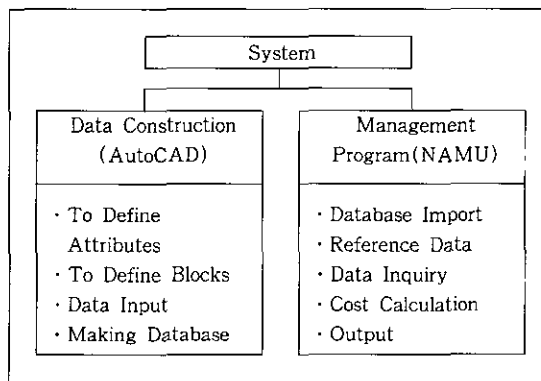 System
Data Construction
(AutoCAD)
· To Define
Attributes
· To Define Blocks
· Data Input
· Making Database
Management
Program(NAMU)
· Database Import
· Reference Data
· Data Inquiry
· Cost Calculation
· Output